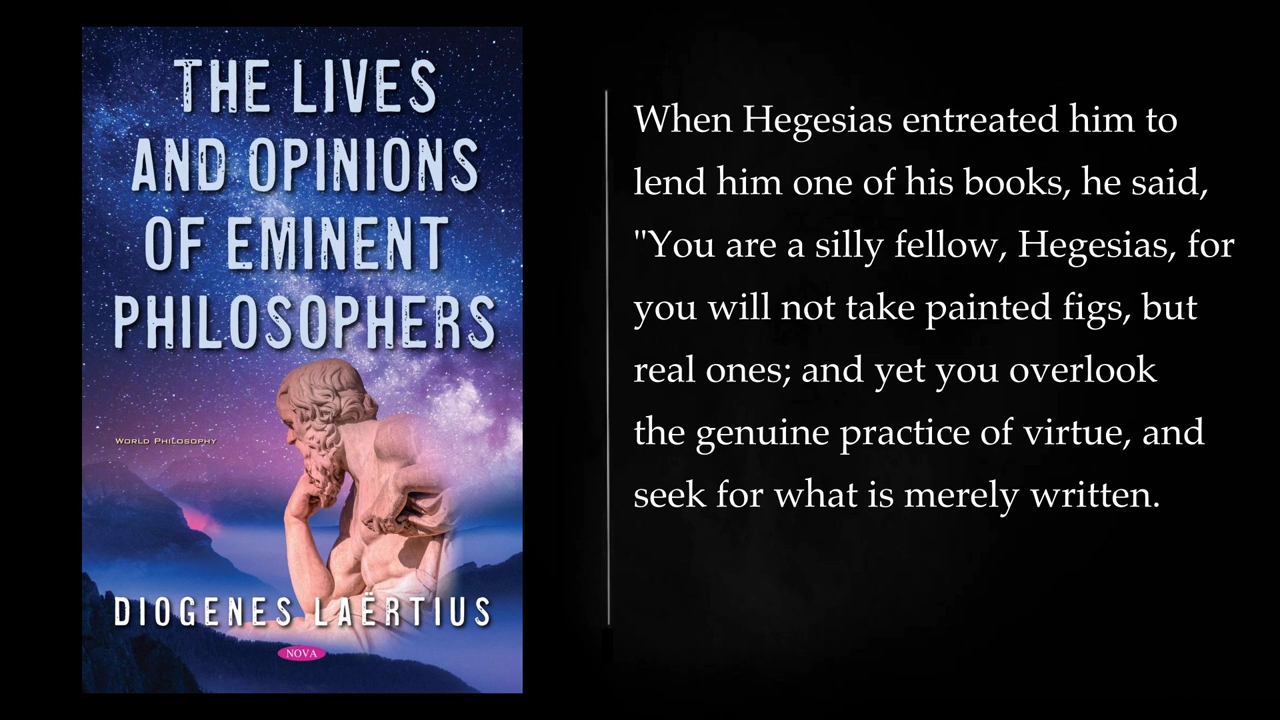 THE LIVES
AND OPINIONS
OF EMINENT
PHILOSOPHERS
WORLD PHILOSOPHY
DIOGENES LAËRTIUS
NOVA
When Hegesias entreated him to
lend him one of his books, he said,
"You are a silly fellow, Hegesias, for
you will not take painted figs, but
real ones; and yet you overlook
the genuine practice of virtue, and
seek for what is merely written.